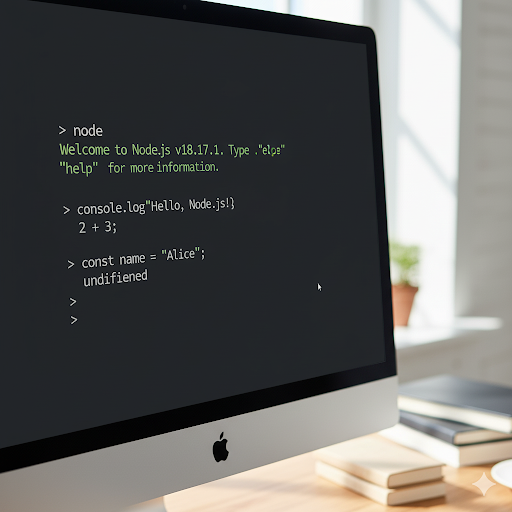 > node
Welcome to Node.js v18.17.1. Type ."elpe"
"help" for more information.
> console.log"Hello, Node.js!}
2 + 3;
> const name = "Alice";
undifiened
>
>